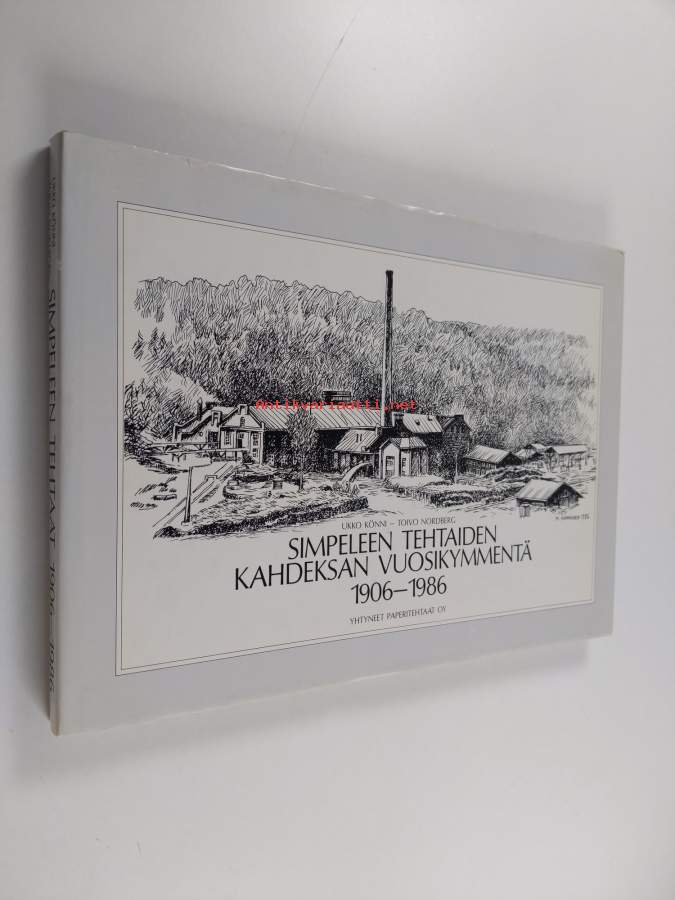 Antikvariaatti.net
UKKO KÖNNI – TOIVO NORDBERG
SIMPELEEN TEHTAIDEN
KAHDEKSAN VUOSIKYMMENTÄ
1906–1986
YHTYNEET PAPERITEHTAAT OY
SIMPELEEN TEHTAAT 1906–1986